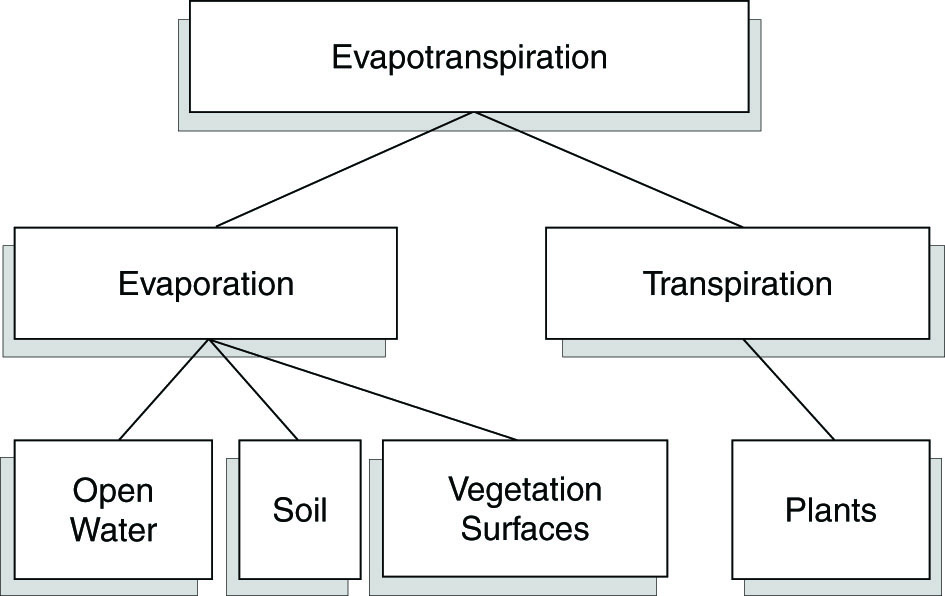 Evapotranspiration
Evaporation
Transpiration
Open
Water
Soil
Vegetation
Surfaces
Plants